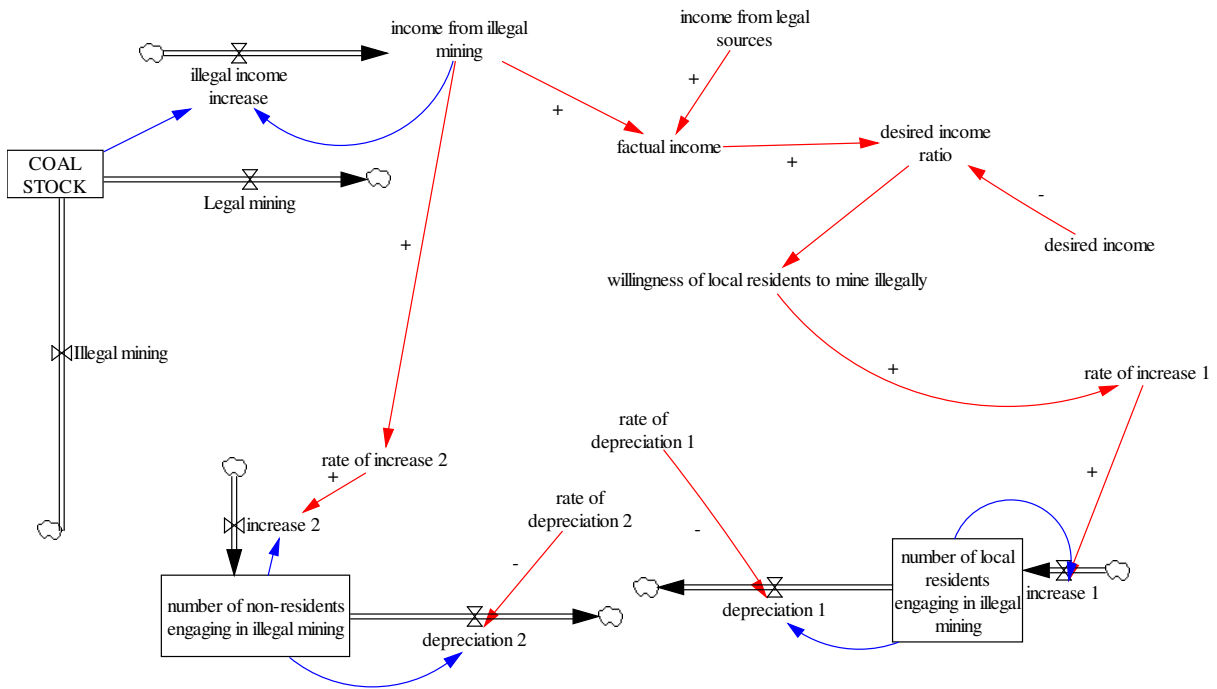 income from illegal
mining
income from legal
sources
illegal income
increase
+
+
factual income
+
desired income
ratio
COAL
STOCK
Legal mining
-
desired income
+
willingness of local residents to mine illegally
Illegal mining
+
rate of increase 1
rate of
depreciation 1
rate of increase 2
+
+
rate of
depreciation 2
increase 2
-
-
number of local
residents
engaging in illegal
mining
increase 1
number of non-residents
engaging in illegal mining
depreciation 2
depreciation 1